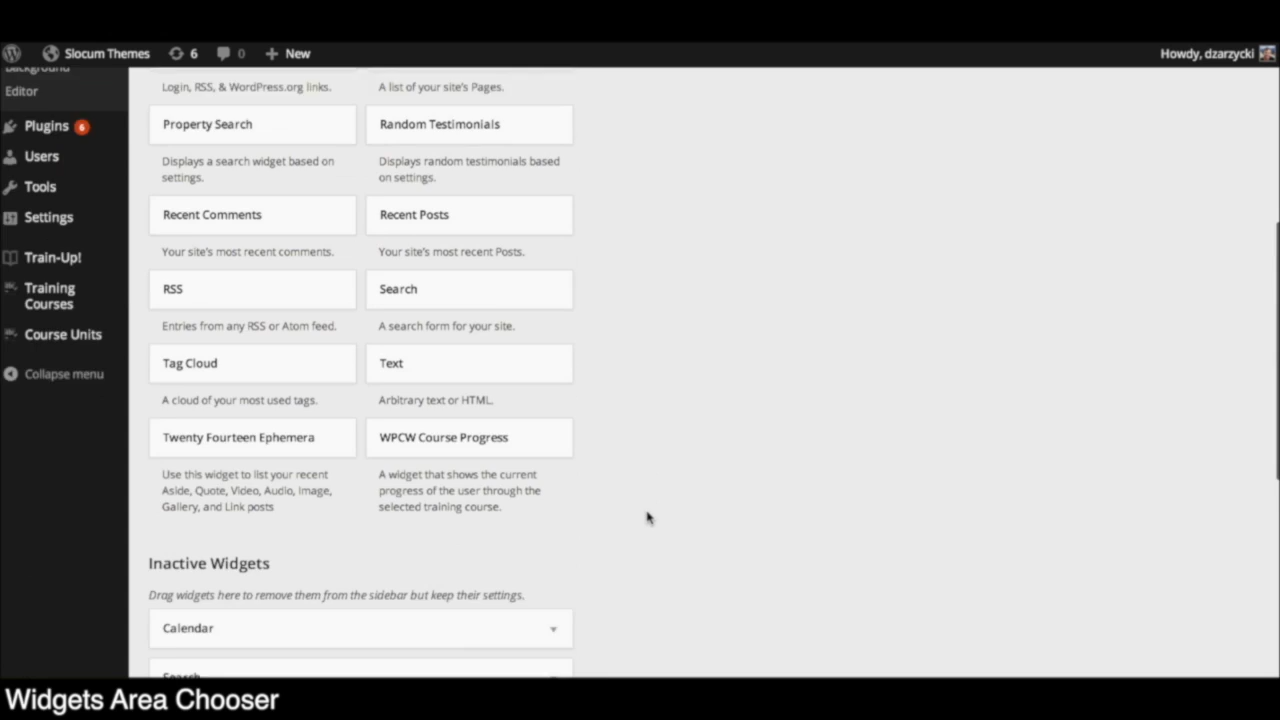 Slocum Themes 6 0 New Howdy, dzarzycki
Background
Editor
Plugins 6
Users
Tools
Settings
Train-Up!
Training
Courses
Course Units
Collapse menu
Login, RSS, & WordPress.org links. A list of your site's Pages.
Property Search Random Testimonials
Displays a search widget based on Displays random testimonials based
settings. on settings.
Recent Comments Recent Posts
Your site's most recent comments. Your site's most recent Posts.
RSS Search
Entries from any RSS or Atom feed. A search form for your site.
Tag Cloud Text
A cloud of your most used tags. Arbitrary text or HTML.
Twenty Fourteen Ephemera WPCW Course Progress
Use this widget to list your recent A widget that shows the current
Aside, Quote, Video, Audio, Image, progress of the user through the
Gallery, and Link posts selected training course.
Inactive Widgets
Drag widgets here to remove them from the sidebar but keep their settings.
Calendar
Search
Widgets Area Chooser